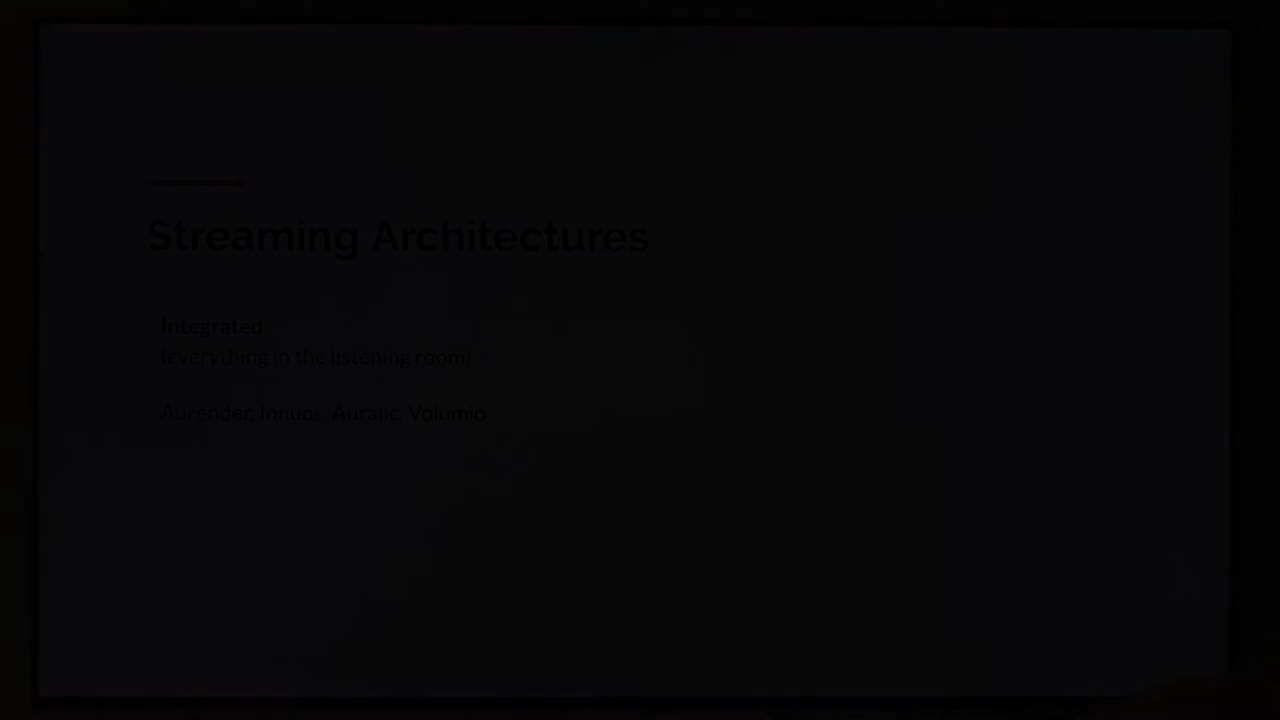 Streaming Architectures
Integrated
(everything in the listening room)
Aurender, Innuos, Auralic, Volumio